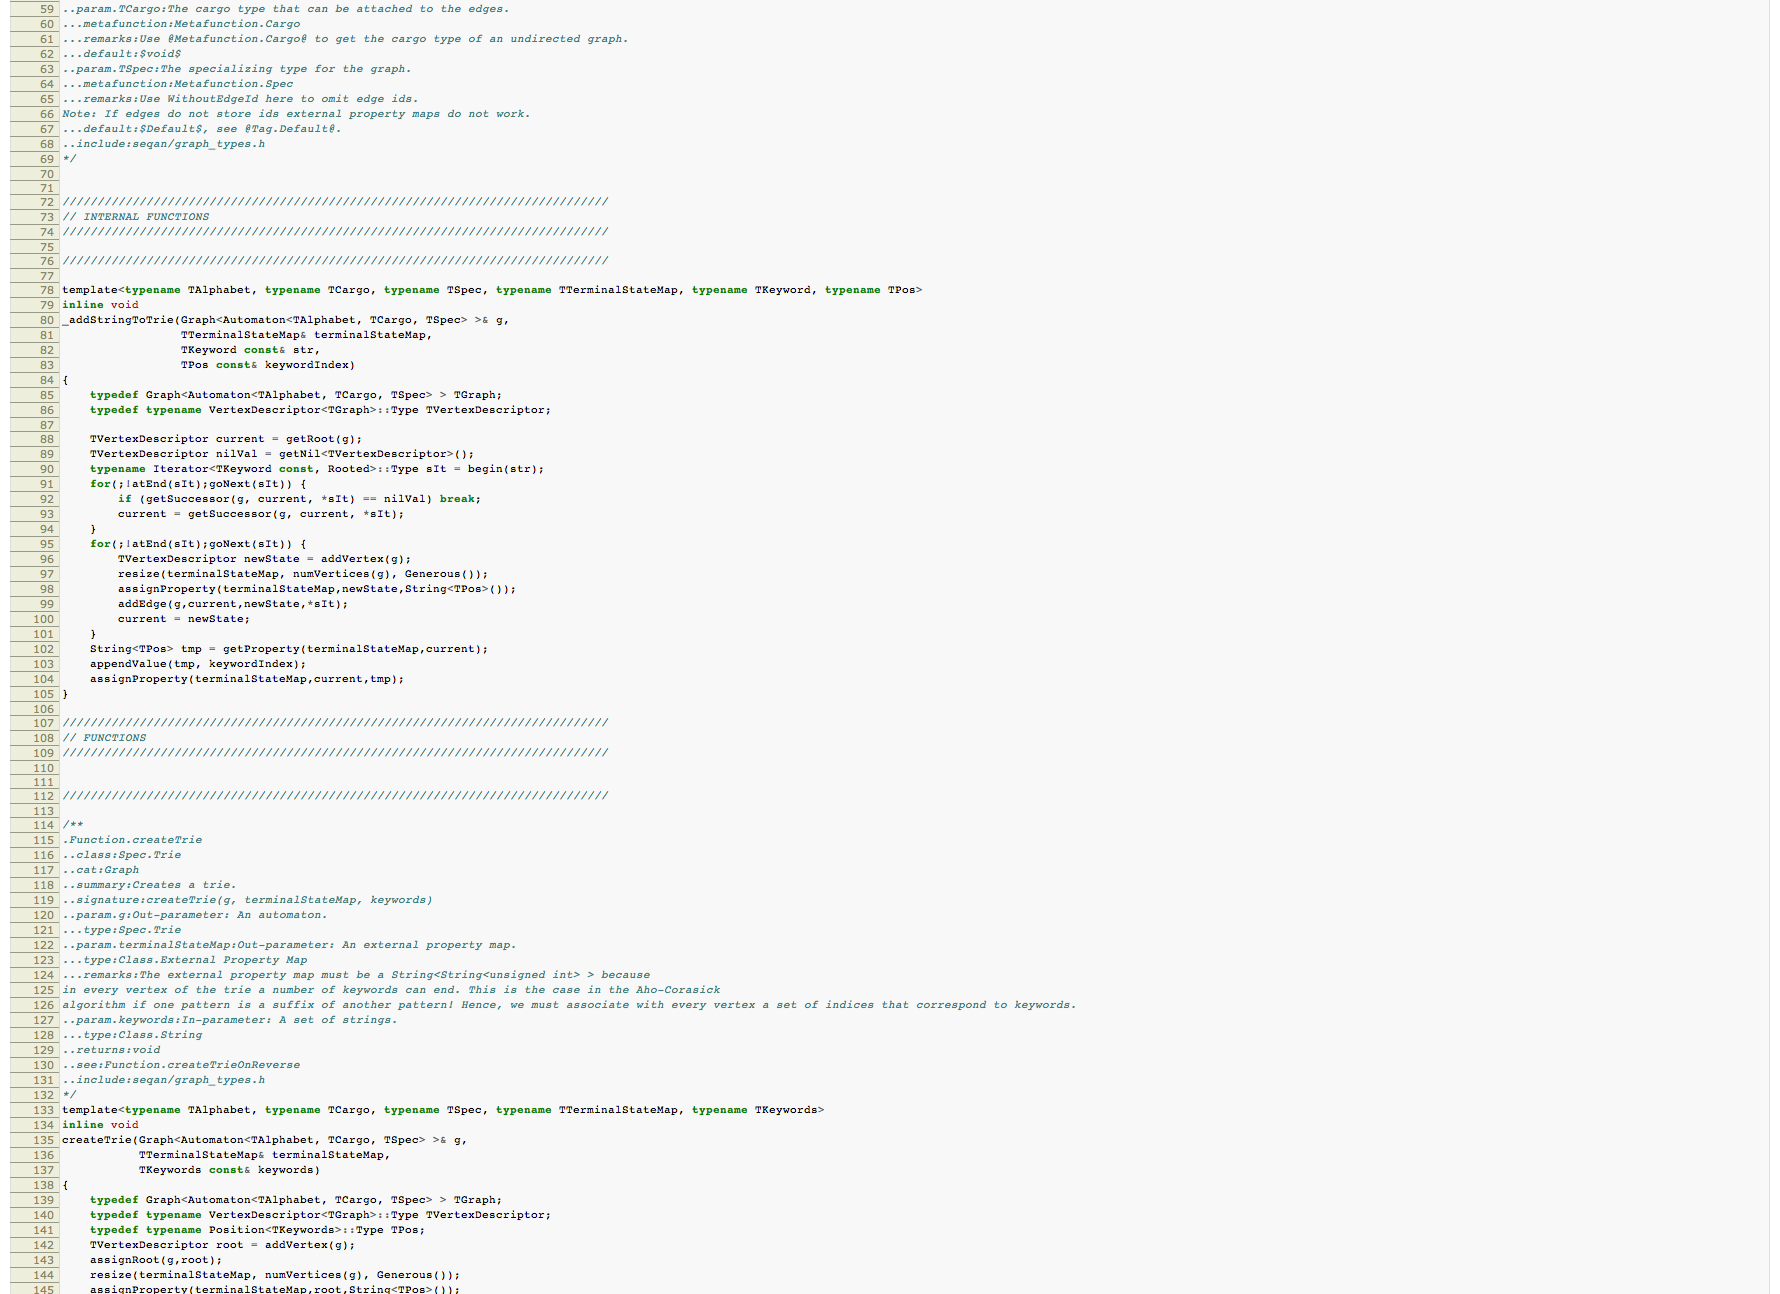 59 ..param.TCargo:The cargo type that can be attached to the edges.
60 ...metafunction:Metafunction.Cargo
61 ...remarks:Use @Metafunction.Cargo@ to get the cargo type of an undirected graph.
62 ...default:$void$
63 ..param.TSpec:The specializing type for the graph.
64 ...metafunction:Metafunction.Spec
65 ...remarks:Use WithoutEdgeId here to omit edge ids.
66 Note: If edges do not store ids external property maps do not work.
67 ...default:$Default$, see @Tag.Default@.
68 ..include:seqan/graph_types.h
69 */
70
71
72 //////////////////////////////////////////////////////////////////////////////
73 // INTERNAL FUNCTIONS
74 //////////////////////////////////////////////////////////////////////////////
75
76 //////////////////////////////////////////////////////////////////////////////
77
78 template<typename TAlphabet, typename TCargo, typename TSpec, typename TTerminalStateMap, typename TKeyword, typename TPos>
79 inline void
80 _addStringToTrie(Graph<Automaton<TAlphabet, TCargo, TSpec> >& g,
81                  TTerminalStateMap& terminalStateMap,
82                  TKeyword const& str,
83                  TPos const& keywordIndex)
84 {
85     typedef Graph<Automaton<TAlphabet, TCargo, TSpec> > TGraph;
86     typedef typename VertexDescriptor<TGraph>::Type TVertexDescriptor;
87
88     TVertexDescriptor current = getRoot(g);
89     TVertexDescriptor nilVal = getNil<TVertexDescriptor>();
90     typename Iterator<TKeyword const, Rooted>::Type sIt = begin(str);
91     for(;!atEnd(sIt);goNext(sIt)) {
92         if (getSuccessor(g, current, *sIt) == nilVal) break;
93         current = getSuccessor(g, current, *sIt);
94     }
95     for(;!atEnd(sIt);goNext(sIt)) {
96         TVertexDescriptor newState = addVertex(g);
97         resize(terminalStateMap, numVertices(g), Generous());
98         assignProperty(terminalStateMap,newState,String<TPos>());
99         addEdge(g,current,newState,*sIt);
100         current = newState;
101     }
102     String<TPos> tmp = getProperty(terminalStateMap,current);
103     appendValue(tmp, keywordIndex);
104     assignProperty(terminalStateMap,current,tmp);
105 }
106
107 //////////////////////////////////////////////////////////////////////////////
108 // FUNCTIONS
109 //////////////////////////////////////////////////////////////////////////////
110
111
112 //////////////////////////////////////////////////////////////////////////////
113
114 /**
115 .Function.createTrie
116 ..class:Spec.Trie
117 ..cat:Graph
118 ..summary:Creates a trie.
119 ..signature:createTrie(g, terminalStateMap, keywords)
120 ..param.g:Out-parameter: An automaton.
121 ...type:Spec.Trie
122 ..param.terminalStateMap:Out-parameter: An external property map.
123 ...type:Class.External Property Map
124 ...remarks:The external property map must be a String<String<unsigned int> > because
125 in every vertex of the trie a number of keywords can end. This is the case in the Aho-Corasick
126 algorithm if one pattern is a suffix of another pattern! Hence, we must associate with every vertex a set of indices that correspond to keywords.
127 ..param.keywords:In-parameter: A set of strings.
128 ...type:Class.String
129 ..returns:void
130 ..see:Function.createTrieOnReverse
131 ..include:seqan/graph_types.h
132 */
133 template<typename TAlphabet, typename TCargo, typename TSpec, typename TTerminalStateMap, typename TKeywords>
134 inline void
135 createTrie(Graph<Automaton<TAlphabet, TCargo, TSpec> >& g,
136            TTerminalStateMap& terminalStateMap,
137            TKeywords const& keywords)
138 {
139     typedef Graph<Automaton<TAlphabet, TCargo, TSpec> > TGraph;
140     typedef typename VertexDescriptor<TGraph>::Type TVertexDescriptor;
141     typedef typename Position<TKeywords>::Type TPos;
142     TVertexDescriptor root = addVertex(g);
143     assignRoot(g,root);
144     resize(terminalStateMap, numVertices(g), Generous());
145     assignProperty(terminalStateMap,root,String<TPos>());